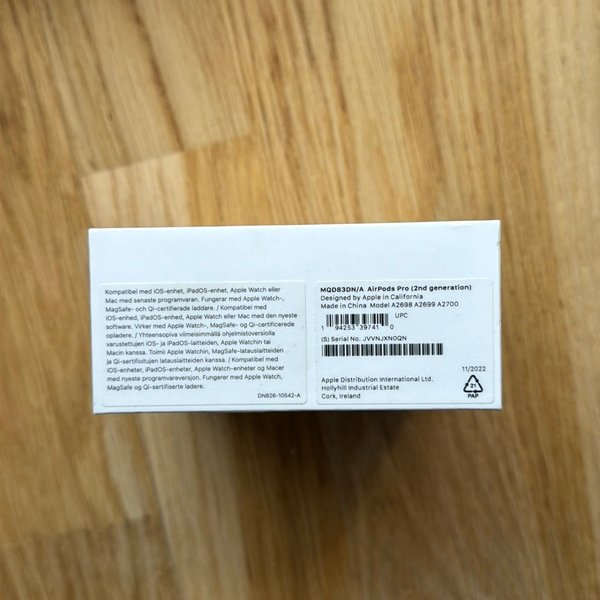 Kompatibel med iOS-enhet, iPadOS-enhet, Apple Watch eller
Mac med senaste programvaran. Fungerar med Apple Watch-,
MagSafe- och Qi-certifierade laddare. / Kompatibel med
iOS-enhed, iPadOS-enhed, Apple Watch eller Mac med den nyeste
software. Virker med Apple Watch-, MagSafe- og Qi-certificerede
opladere. / Yhteensopiva viimeisimmällä ohjelmistoversiolla
varustettujen iOS- ja iPadOS-laitteiden, Apple Watchin tai
Macin kanssa. Toimii Apple Watchin, MagSafe-latauslaitteiden
ja Qi-sertifioitujen latauslaitteiden kanssa. / Kompatibel med
iOS-enheter, iPadOS-enheter, Apple Watch-enheter og Macer
med nyeste programvareversjon. Fungerer med Apple Watch,
MagSafe og Qi-sertifiserte ladere.
DN826-10542-A
MQD83DN/A AirPods Pro (2nd generation)
Designed by Apple in California
Made in China Model A2698 A2699 A2700
UPC
1 94253 39741 0
(S) Serial No. JVVNJXN0QN
Apple Distribution International Ltd.
Hollyhill Industrial Estate
Cork, Ireland
11/2022
21
PAP